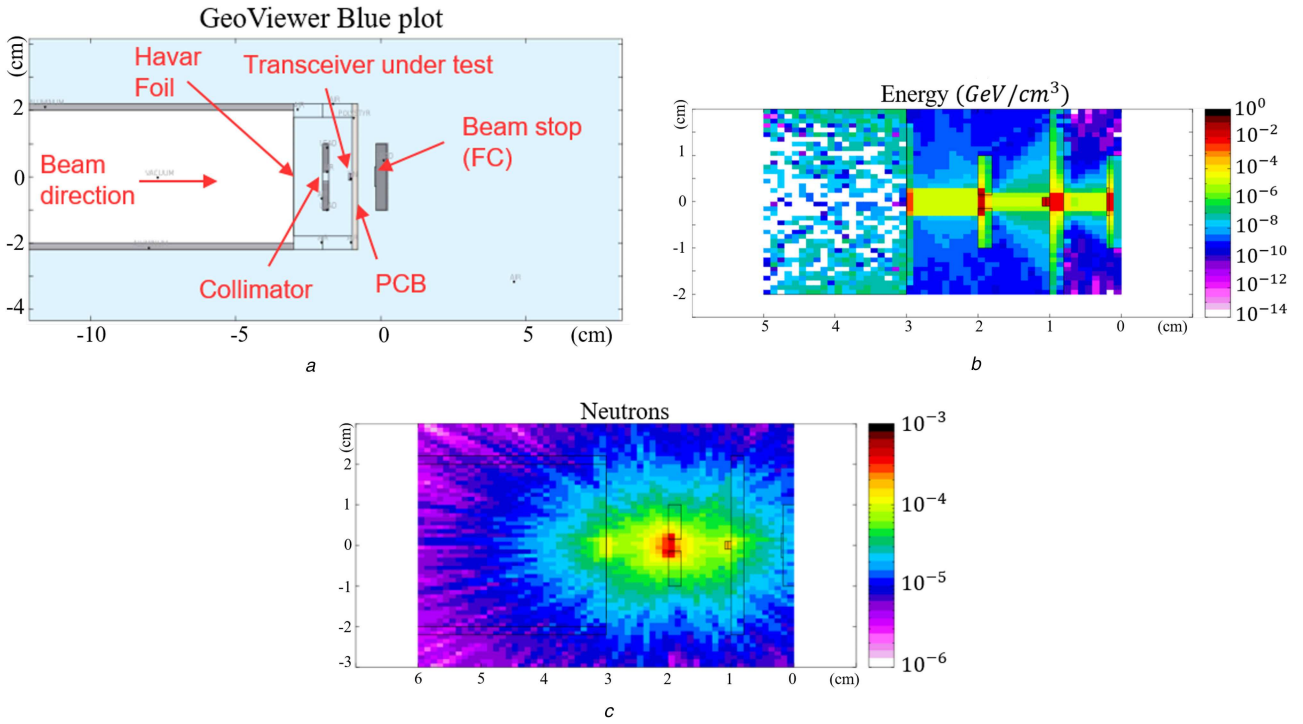 GeoViewer Blue plot
(cm)
Havar
Foil
Transceiver under test
Beam stop
(FC)
Beam
direction
VACUUM
Collimator
PCB
AIR
2
0
-2
-4
-10
-5
0
5
(cm)
a
Energy (GeV/cm³)
(cm)
2
1
0
-1
-2
5
4
3
2
1
0
(cm)
10⁰
10⁻²
10⁻⁴
10⁻⁶
10⁻⁸
10⁻¹⁰
10⁻¹²
10⁻¹⁴
b
Neutrons
(cm)
2
1
0
-1
-2
-3
6
5
4
3
2
1
0
(cm)
10⁻³
10⁻⁴
10⁻⁵
10⁻⁶
c